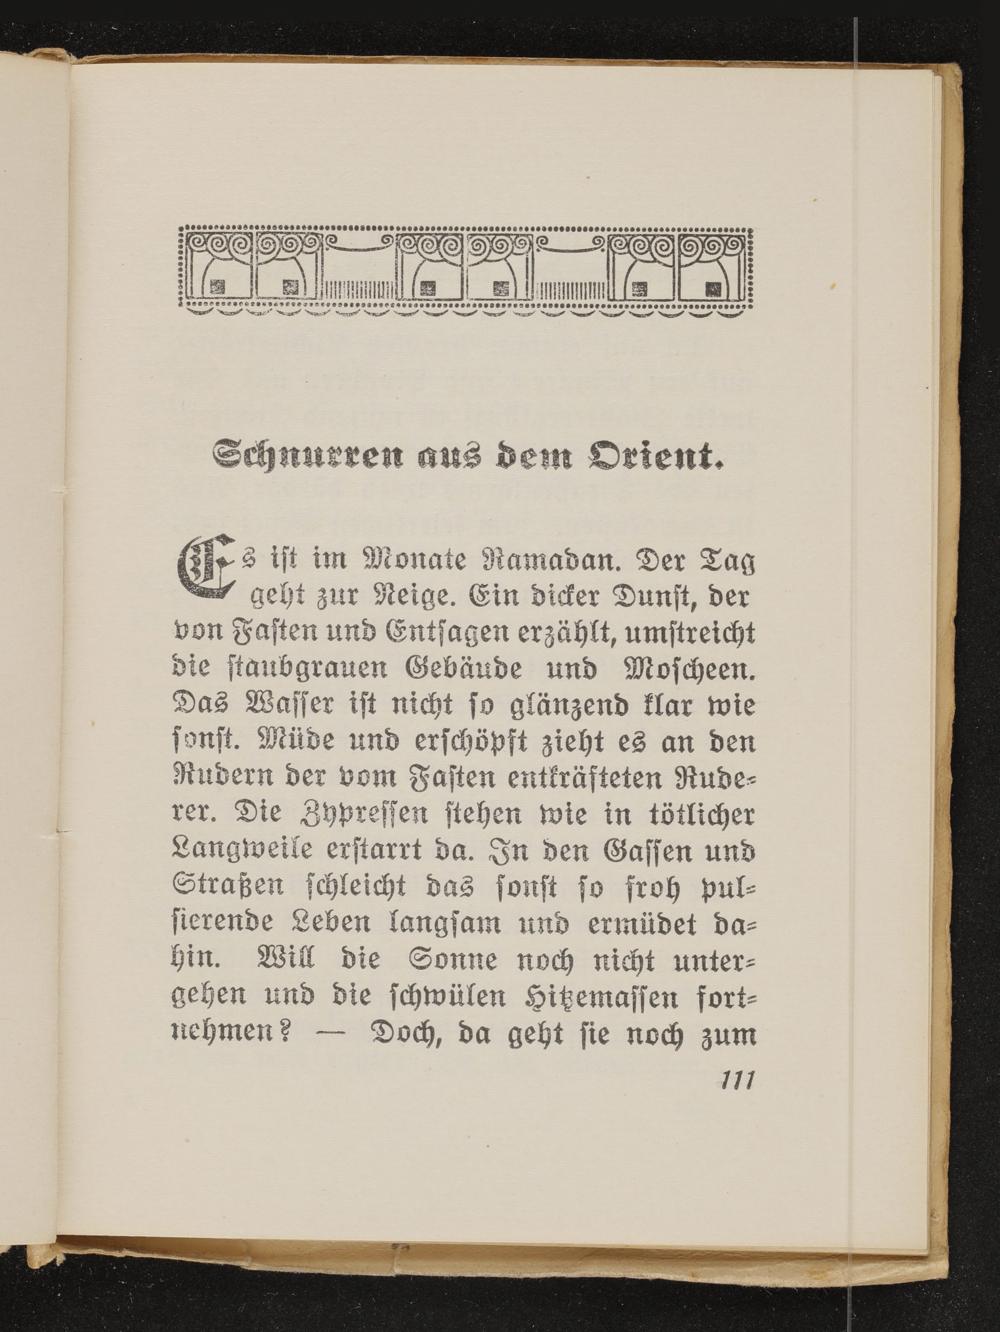 Schnurren aus dem Orient.
Es ist im Monate Ramadan. Der Tag
geht zur Neige. Ein dicker Dunst, der
von Fasten und Entsagen erzählt, umstreicht
die staubgrauen Gebäude und Moscheen.
Das Wasser ist nicht so glänzend klar wie
sonst. Müde und erschöpft zieht es an den
Rudern der vom Fasten entkräfteten Rude-
rer. Die Zypressen stehen wie in tötlicher
Langweile erstarrt da. In den Gassen und
Straßen schleicht das sonst so froh pul-
sierende Leben langsam und ermüdet da-
hin. Will die Sonne noch nicht unter-
gehen und die schwülen Hitzemassen fort-
nehmen? — Doch, da geht sie noch zum
111